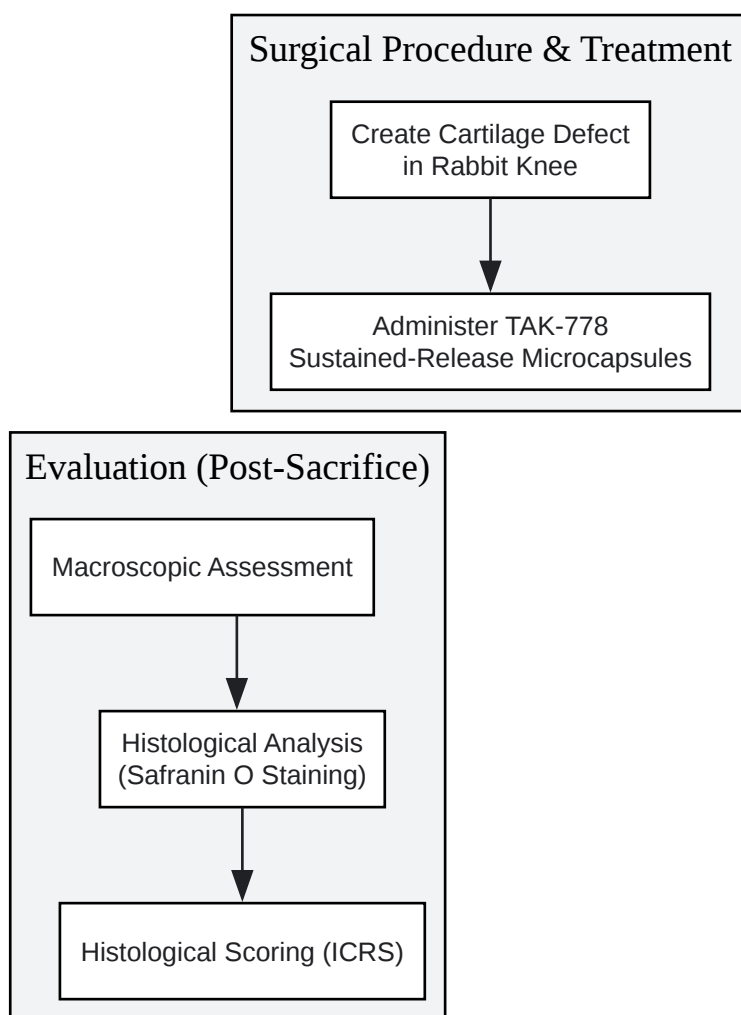 Surgical Procedure & Treatment
Create Cartilage Defect
in Rabbit Knee
Administer TAK-778
Sustained-Release Microcapsules
Evaluation (Post-Sacrifice)
Macroscopic Assessment
Histological Analysis
(Safranin O Staining)
Histological Scoring (ICRS)